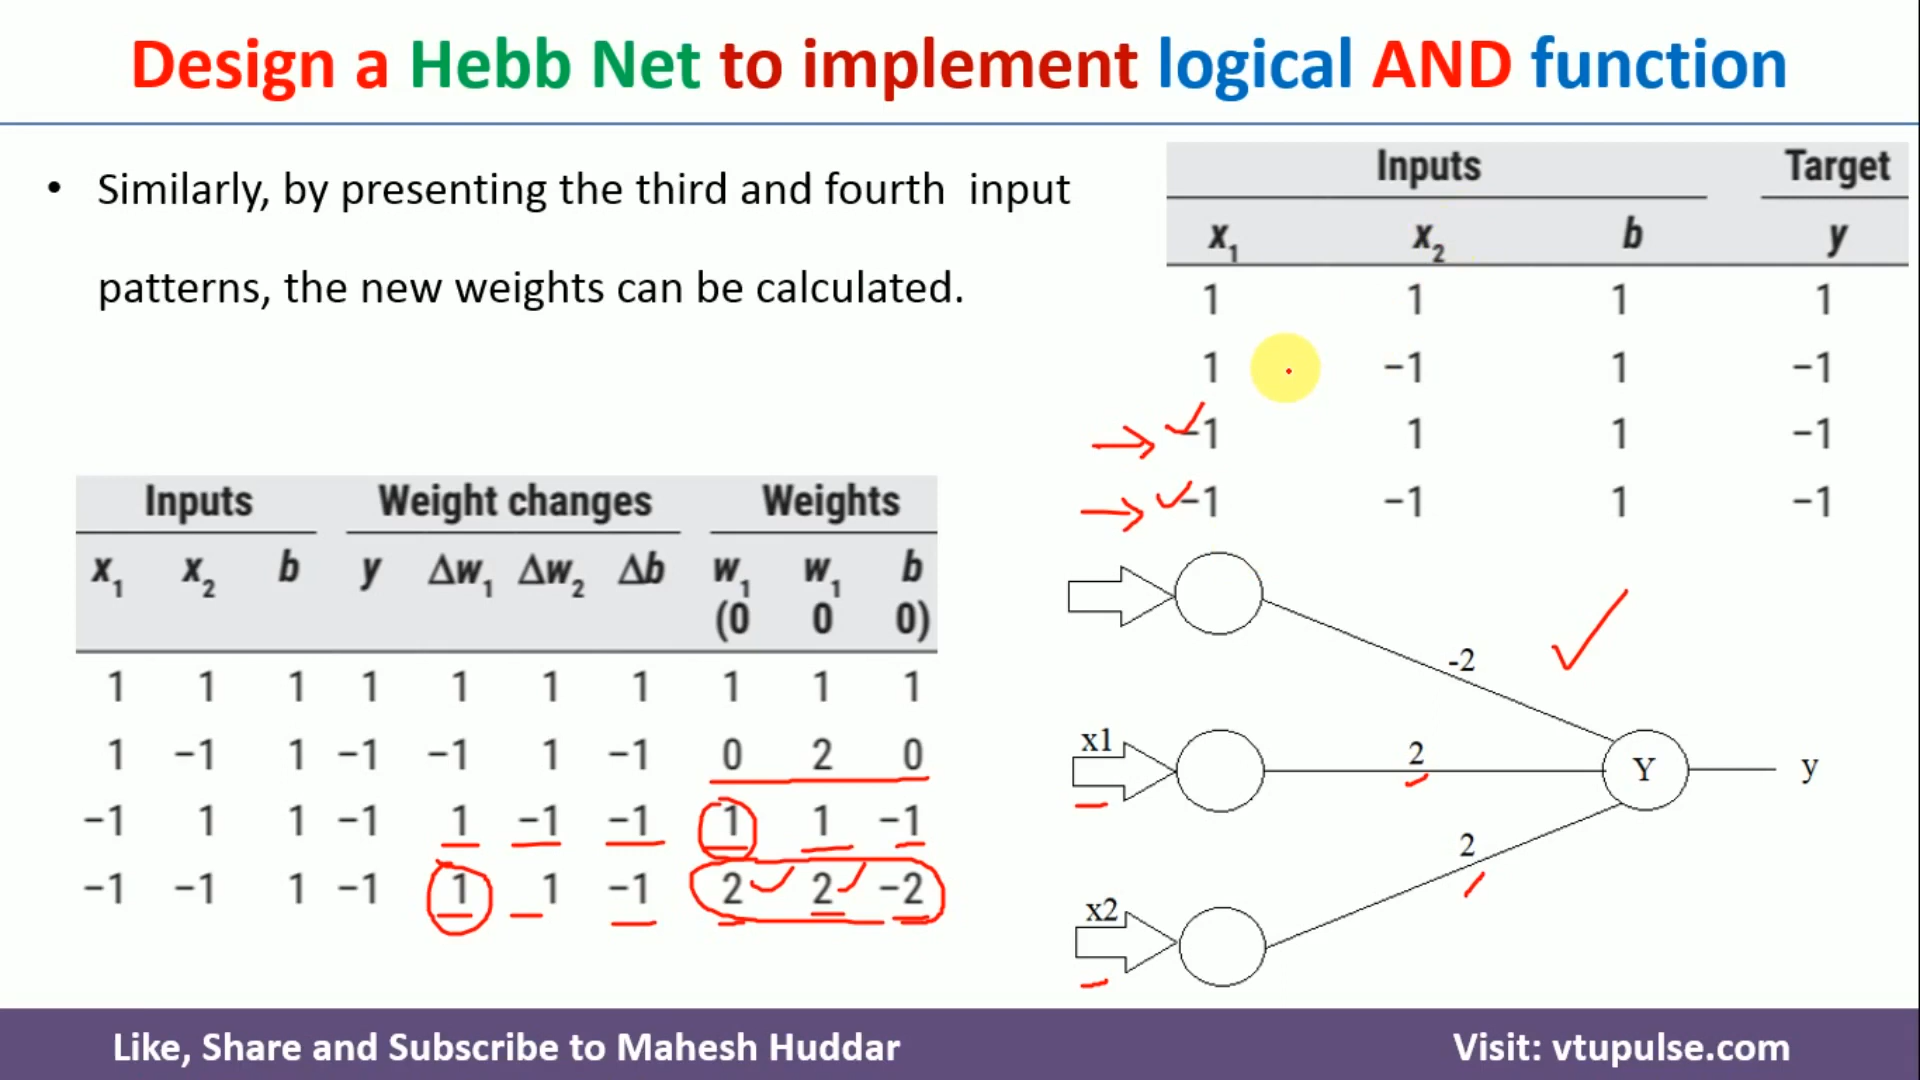 Design a Hebb Net to implement logical AND function
• Similarly, by presenting the third and fourth input
patterns, the new weights can be calculated.
Inputs Target
x₁ x₂ b y
1 1 1 1
1 −1 1 −1
−1 1 1 −1
−1 −1 1 −1
Inputs Weight changes Weights
x₁ x₂ b y Δw₁ Δw₂ Δb w₁ w₁ b
(0 0 0)
1 1 1 1 1 1 1 1 1 1
1 −1 1 −1 −1 1 −1 0 2 0
−1 1 1 −1 1 −1 −1 1 1 −1
−1 −1 1 −1 1 1 −1 2 2 −2
-2
x1 2 Y y
2
x2
Like, Share and Subscribe to Mahesh Huddar Visit: vtupulse.com